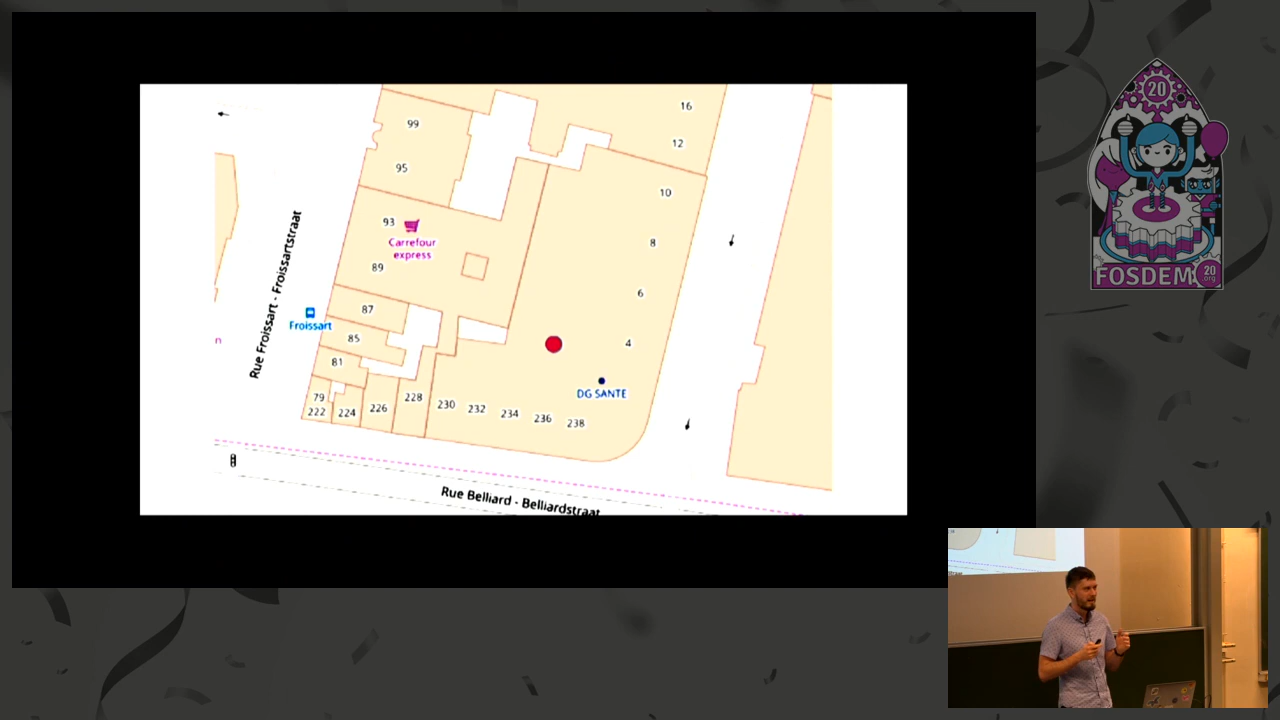 16
99
12
95
10
93
Carrefour
express
8
89
6
87
Froissart
Rue Froissart - Froissartstraat
85
4
n
81
DG SANTE
79
222
224
226
228
230
232
234
236
238
Rue Belliard - Belliardstraat
20
FOSDEM
20
.org